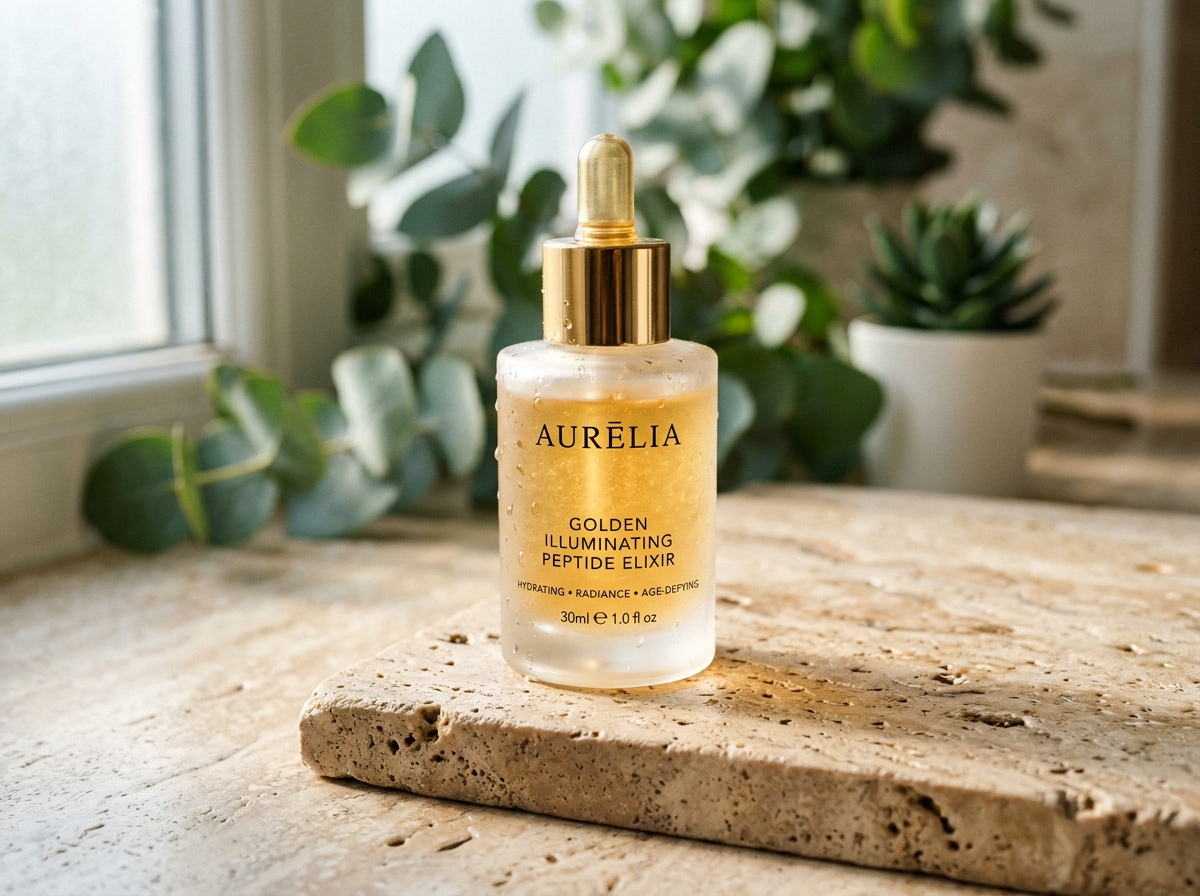 AURĒLIA
GOLDEN
ILLUMINATING
PEPTIDE ELIXIR
HYDRATING • RADIANCE • AGE-DEFYING
30ml ℮ 1.0 fl oz